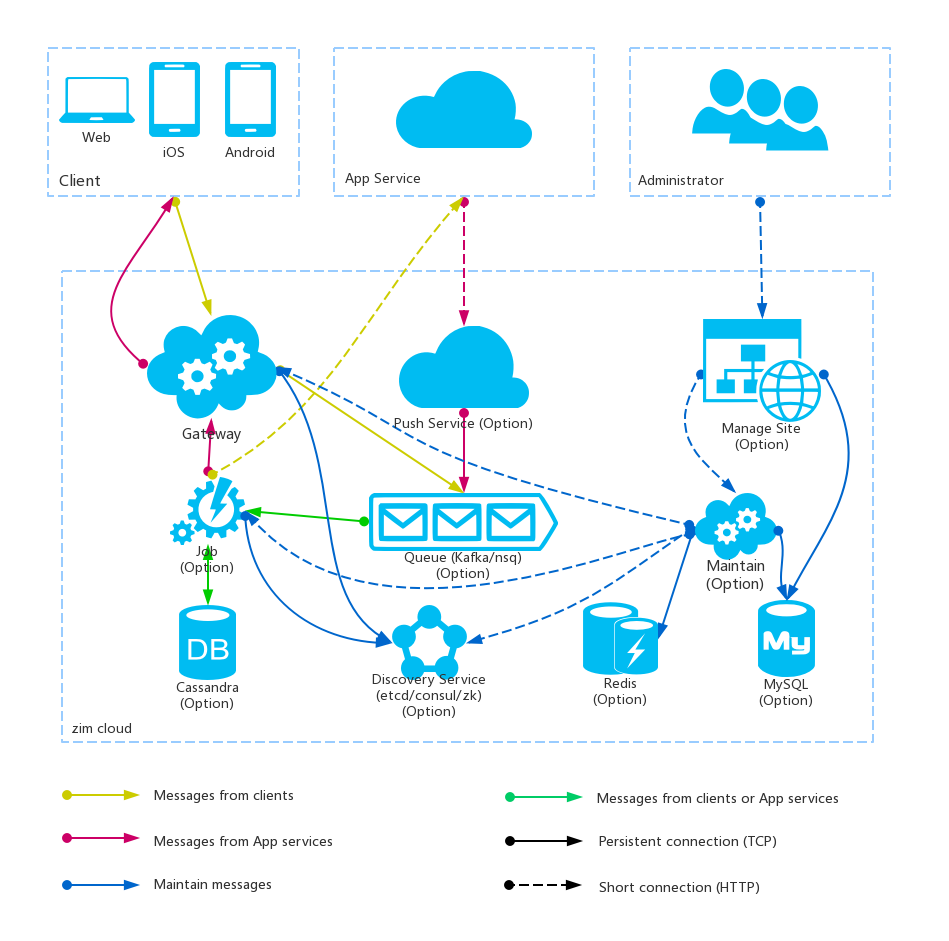 Web
iOS
Android
Client
App Service
Administrator
Gateway
Push Service (Option)
Manage Site
(Option)
Job
(Option)
Queue (Kafka/nsq)
(Option)
Maintain
(Option)
DB
Cassandra
(Option)
Discovery Service
(etcd/consul/zk)
(Option)
Redis
(Option)
My
MySQL
(Option)
zim cloud
Messages from clients
Messages from clients or App services
Messages from App services
Persistent connection (TCP)
Maintain messages
Short connection (HTTP)